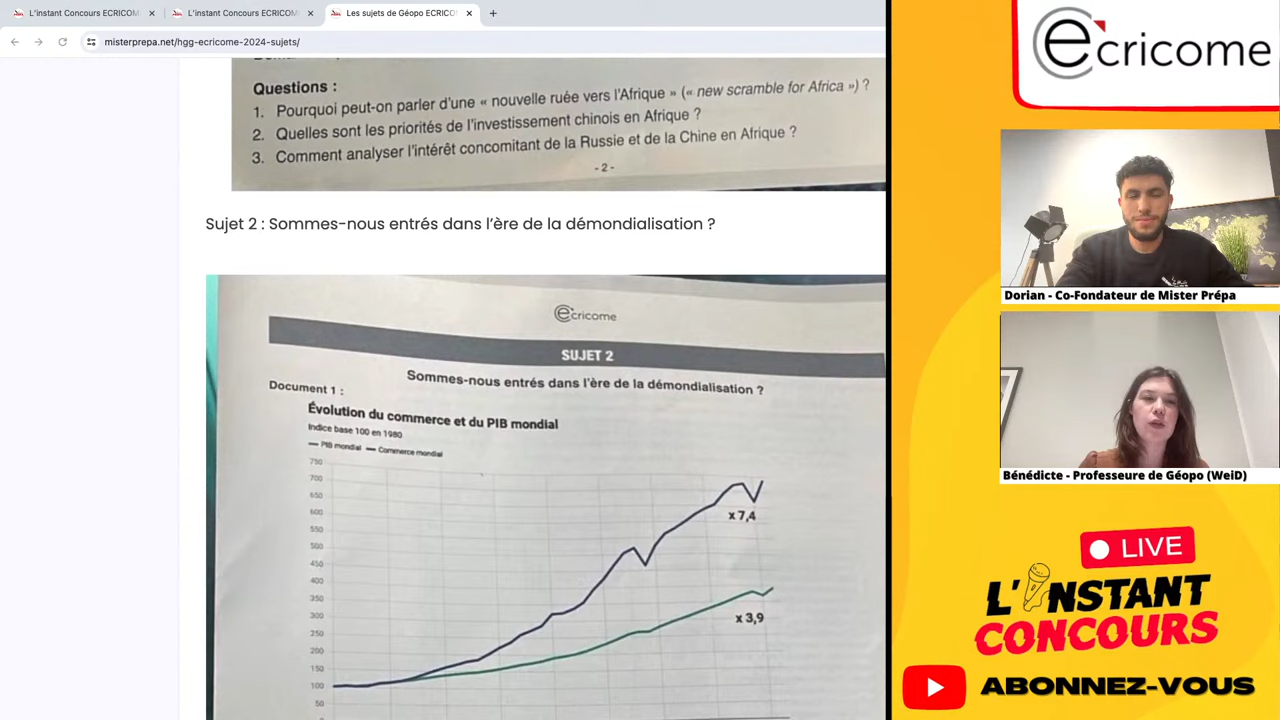 L'instant Concours ECRICOM
L'instant Concours ECRICOM
Les sujets de Géopo ECRICO
misterprepa.net/hgg-ecricome-2024-sujets/
Questions :
1. Pourquoi peut-on parler d'une « nouvelle ruée vers l'Afrique » (« new scramble for Africa ») ?
2. Quelles sont les priorités de l'investissement chinois en Afrique ?
3. Comment analyser l'intérêt concomitant de la Russie et de la Chine en Afrique ?
- 2 -
Sujet 2 : Sommes-nous entrés dans l'ère de la démondialisation ?
ecricome
SUJET 2
Sommes-nous entrés dans l'ère de la démondialisation ?
Document 1 :
Évolution du commerce et du PIB mondial
Indice base 100 en 1980
PIB mondial Commerce mondial
750
700
650
600
550
500
450
400
350
300
250
200
150
100
50
x 7,4
x 3,9
ecricome
Dorian - Co-Fondateur de Mister Prépa
Bénédicte - Professeure de Géopo (WeiD)
LIVE
L'INSTANT
CONCOURS
ABONNEZ-VOUS